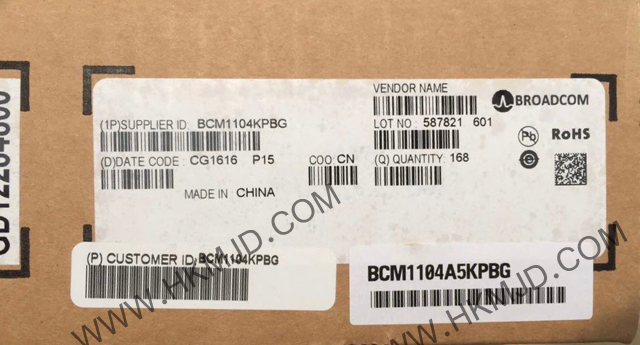 VENDOR NAME
BROADCOM
(1P)SUPPLIER ID: BCM1104KPBG
LOT NO: 587821 601
Pb RoHS
(D)DATE CODE: CG1616 P15
COO CN
(Q) QUANTITY: 168
MADE IN CHINA
(P) CUSTOMER ID: BCM1104KPBG
BCM1104A5KPBG
WWW.HKMJD.COM
WWW.HKMJD.COM